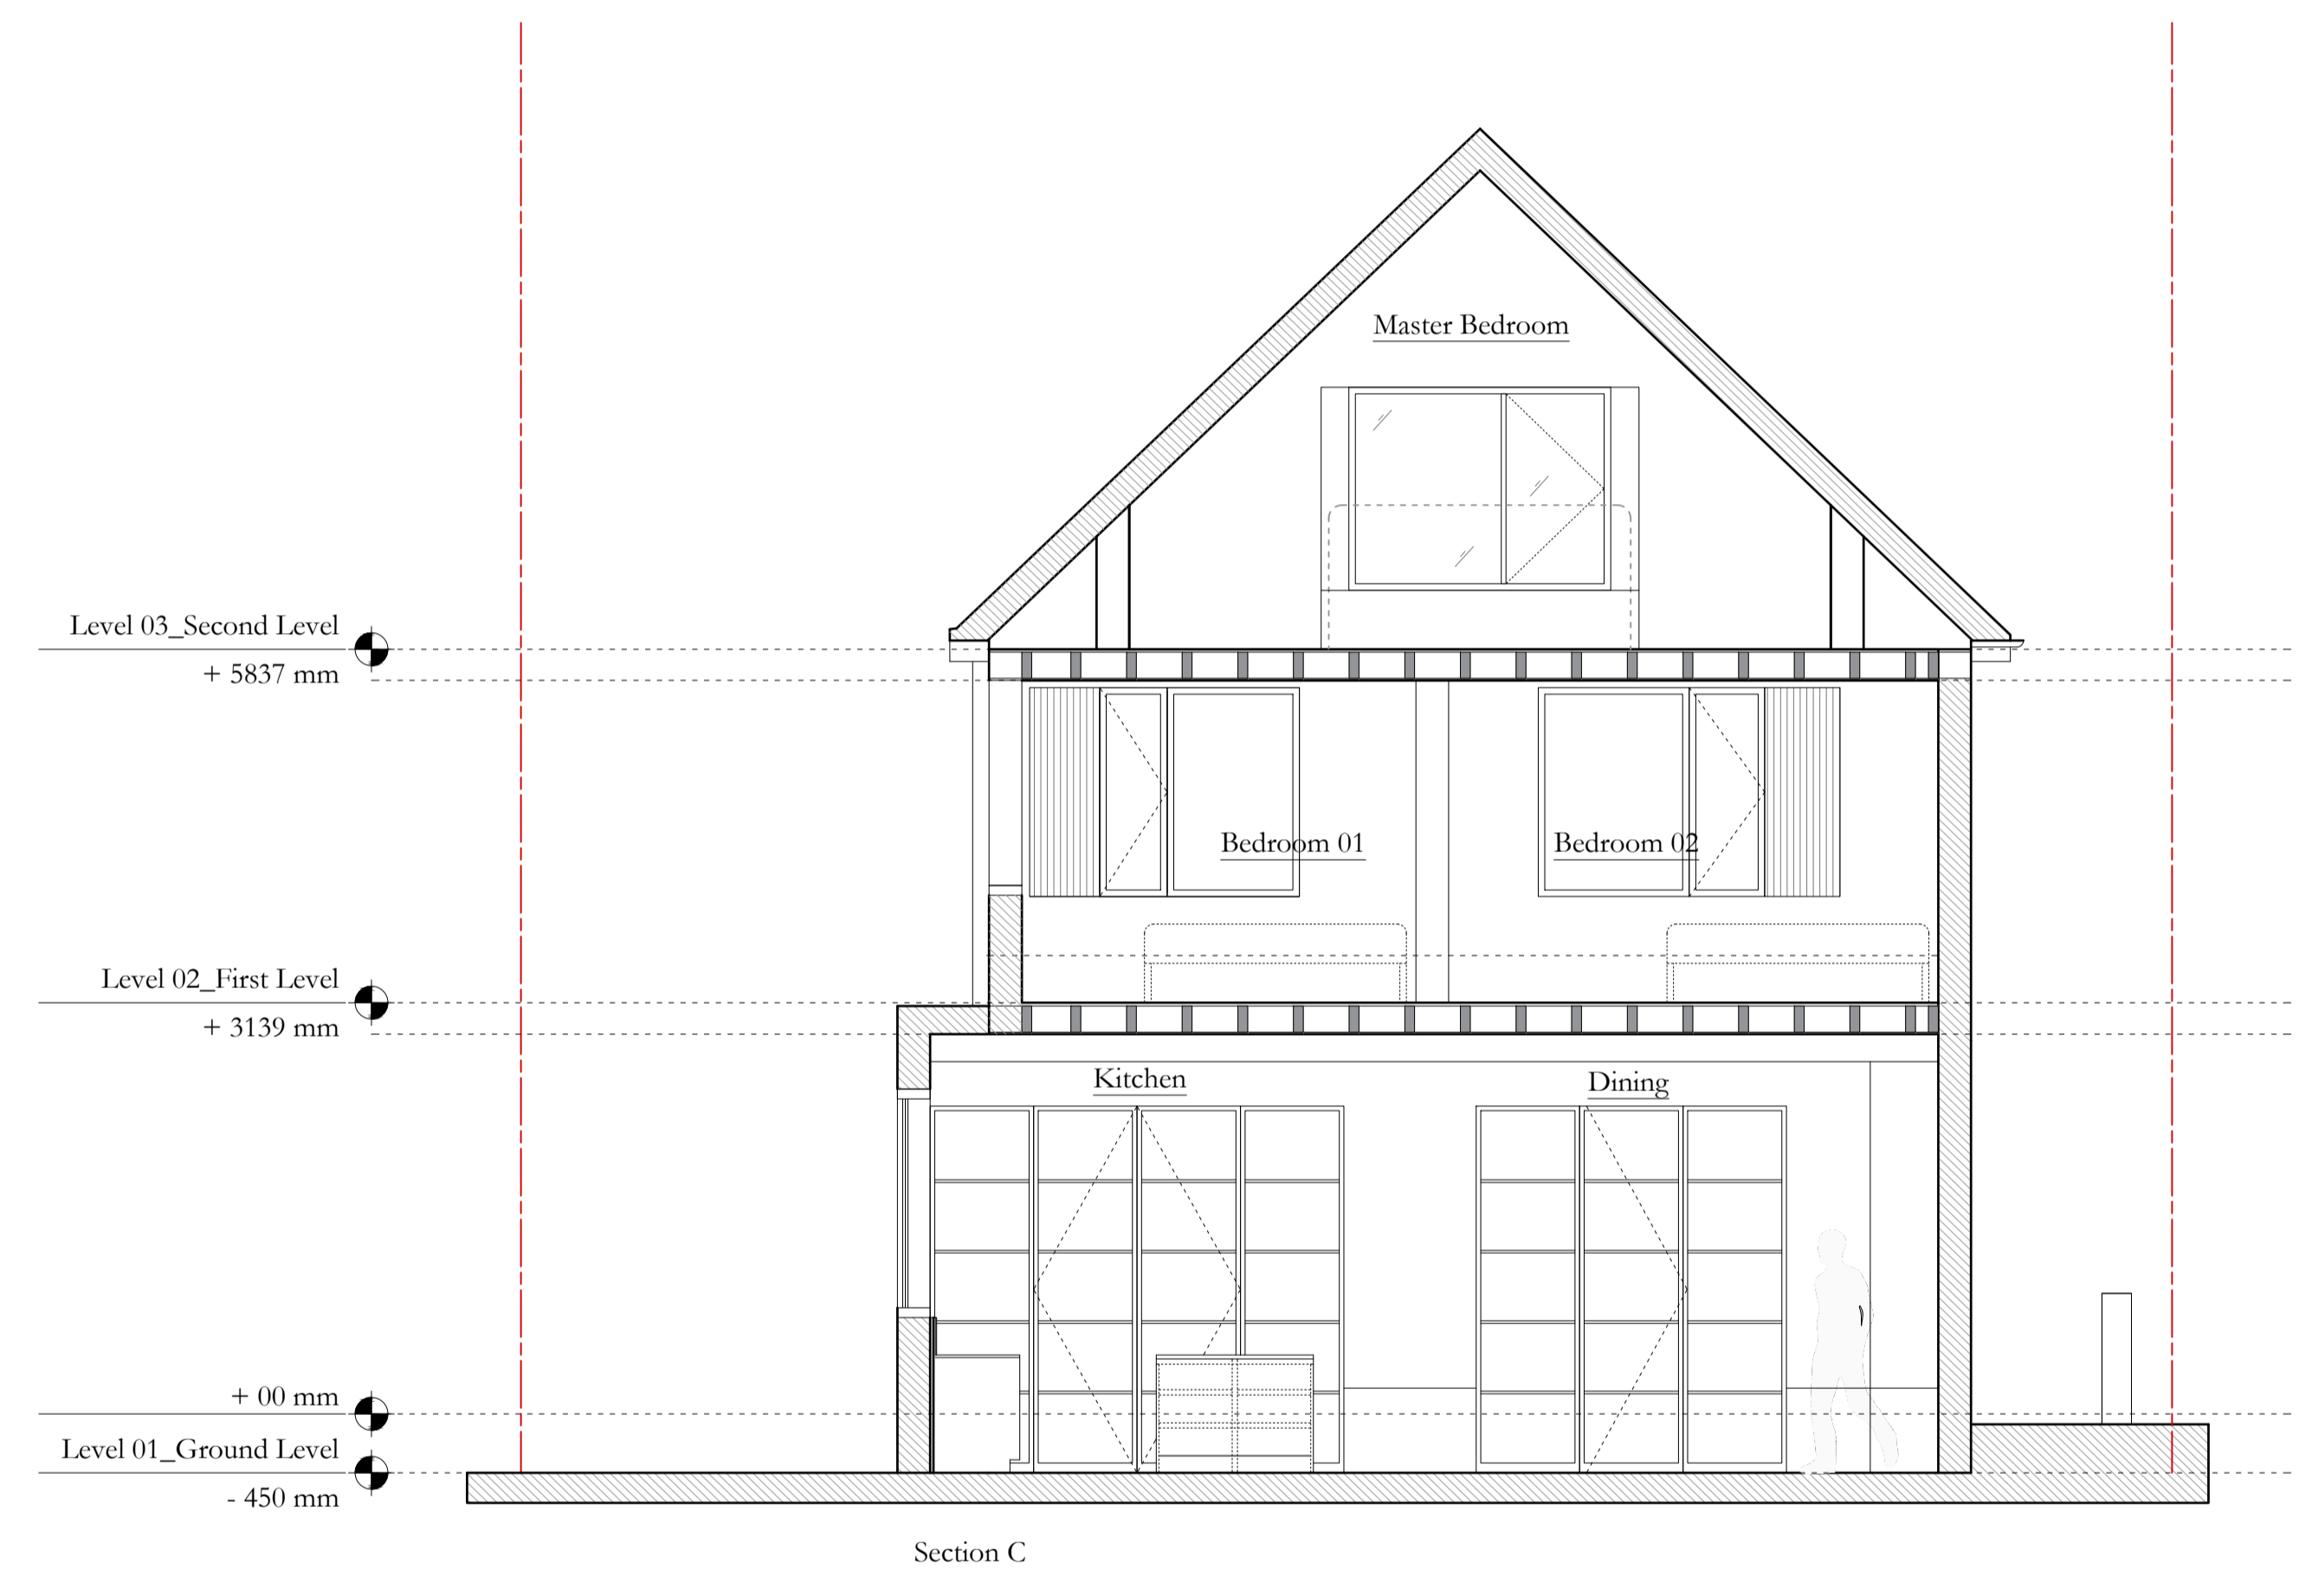 Master Bedroom
Level 03_Second Level
+ 5837 mm
Bedroom 01
Bedroom 02
Level 02_First Level
+ 3139 mm
Kitchen
Dining
+ 00 mm
Level 01_Ground Level
- 450 mm
Section C